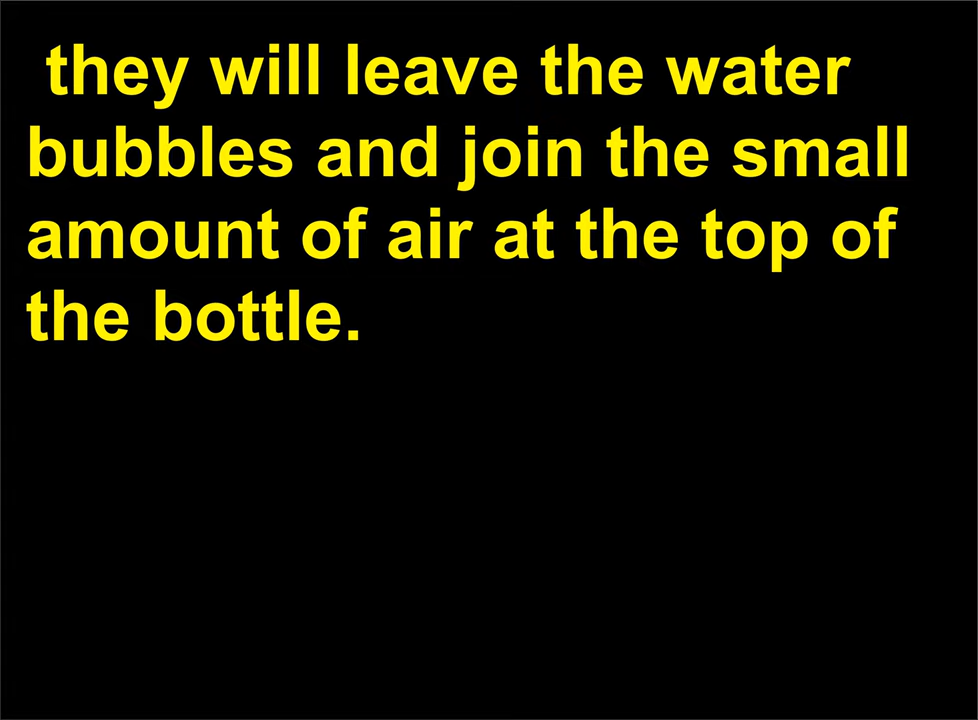 they will leave the water
bubbles and join the small
amount of air at the top of
the bottle.